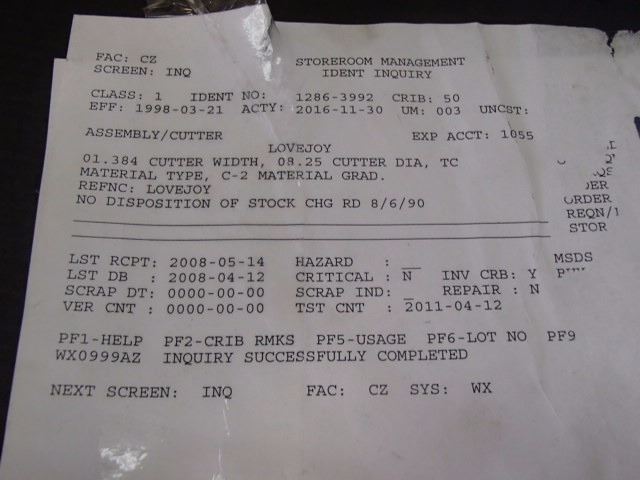 FAC: CZ STOREROOM MANAGEMENT
SCREEN: INQ IDENT INQUIRY
CLASS: 1 IDENT NO: 1286-3992 CRIB: 50
EFF: 1998-03-21 ACTY: 2016-11-30 UM: 003 UNCST:
ASSEMBLY/CUTTER EXP ACCT: 1055
LOVEJOY
01.384 CUTTER WIDTH, 08.25 CUTTER DIA, TC
MATERIAL TYPE, C-2 MATERIAL GRAD.
REFNC: LOVEJOY
NO DISPOSITION OF STOCK CHG RD 8/6/90
ORDER
REQN/
STOR
LST RCPT: 2008-05-14 HAZARD : _ MSDS
LST DB : 2008-04-12 CRITICAL : N INV CRB: Y
SCRAP DT: 0000-00-00 SCRAP IND: _ REPAIR : N
VER CNT : 0000-00-00 TST CNT : 2011-04-12
PF1-HELP PF2-CRIB RMKS PF5-USAGE PF6-LOT NO PF9
WX0999AZ INQUIRY SUCCESSFULLY COMPLETED
NEXT SCREEN: INQ FAC: CZ SYS: WX